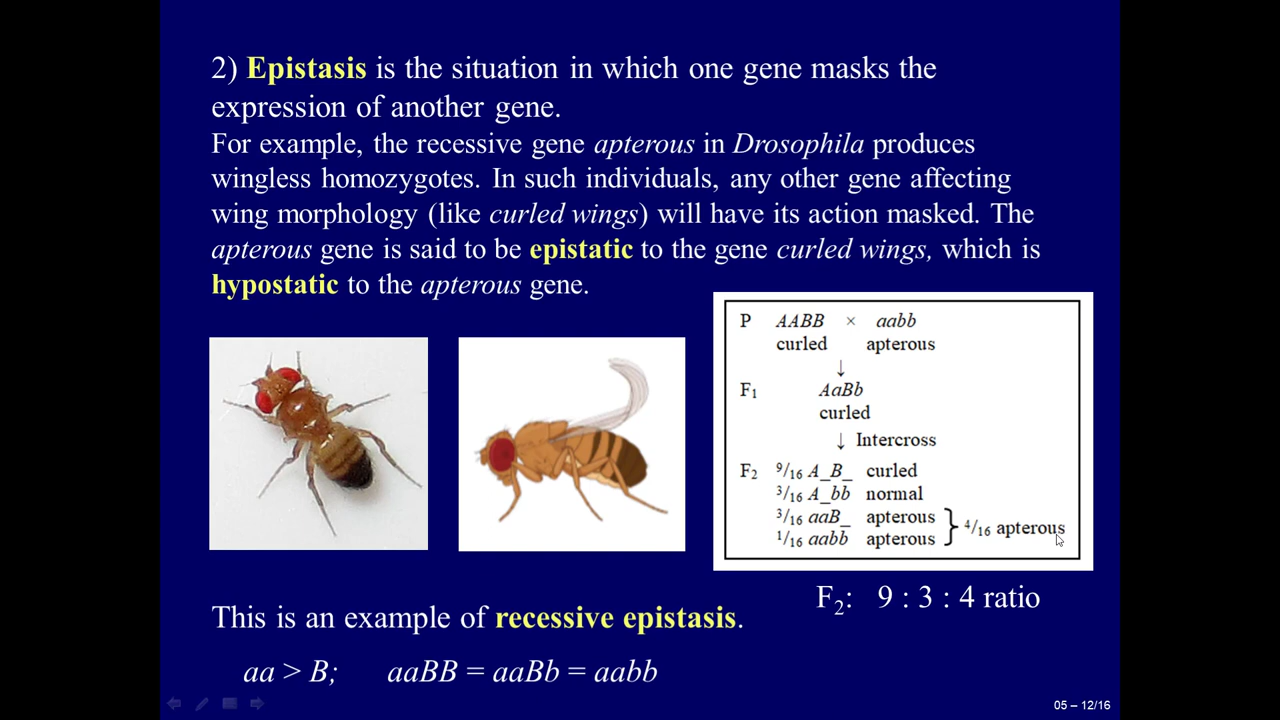 2) Epistasis is the situation in which one gene masks the
expression of another gene.
For example, the recessive gene apterous in Drosophila produces
wingless homozygotes. In such individuals, any other gene affecting
wing morphology (like curled wings) will have its action masked. The
apterous gene is said to be epistatic to the gene curled wings, which is
hypostatic to the apterous gene.
P AABB × aabb
curled apterous
↓
F₁ AaBb
curled
↓ Intercross
F₂ 9/16 A_B_ curled
3/16 A_bb normal
3/16 aaB_ apterous
1/16 aabb apterous
} 4/16 apterous
F₂: 9 : 3 : 4 ratio
This is an example of recessive epistasis.
aa > B; aaBB = aaBb = aabb
05 – 12/16